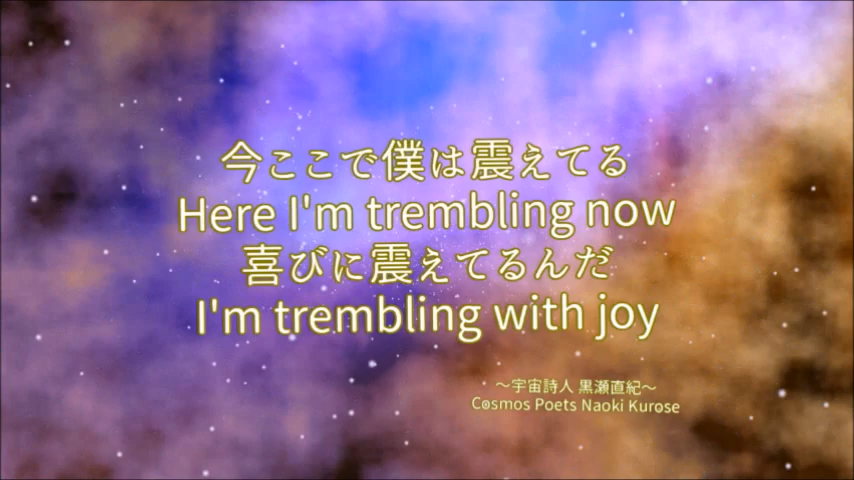 今ここで僕は震えてる
Here I'm trembling now
喜びに震えてるんだ
I'm trembling with joy
～宇宙詩人 黒瀬直紀～
Cosmos Poets Naoki Kurose